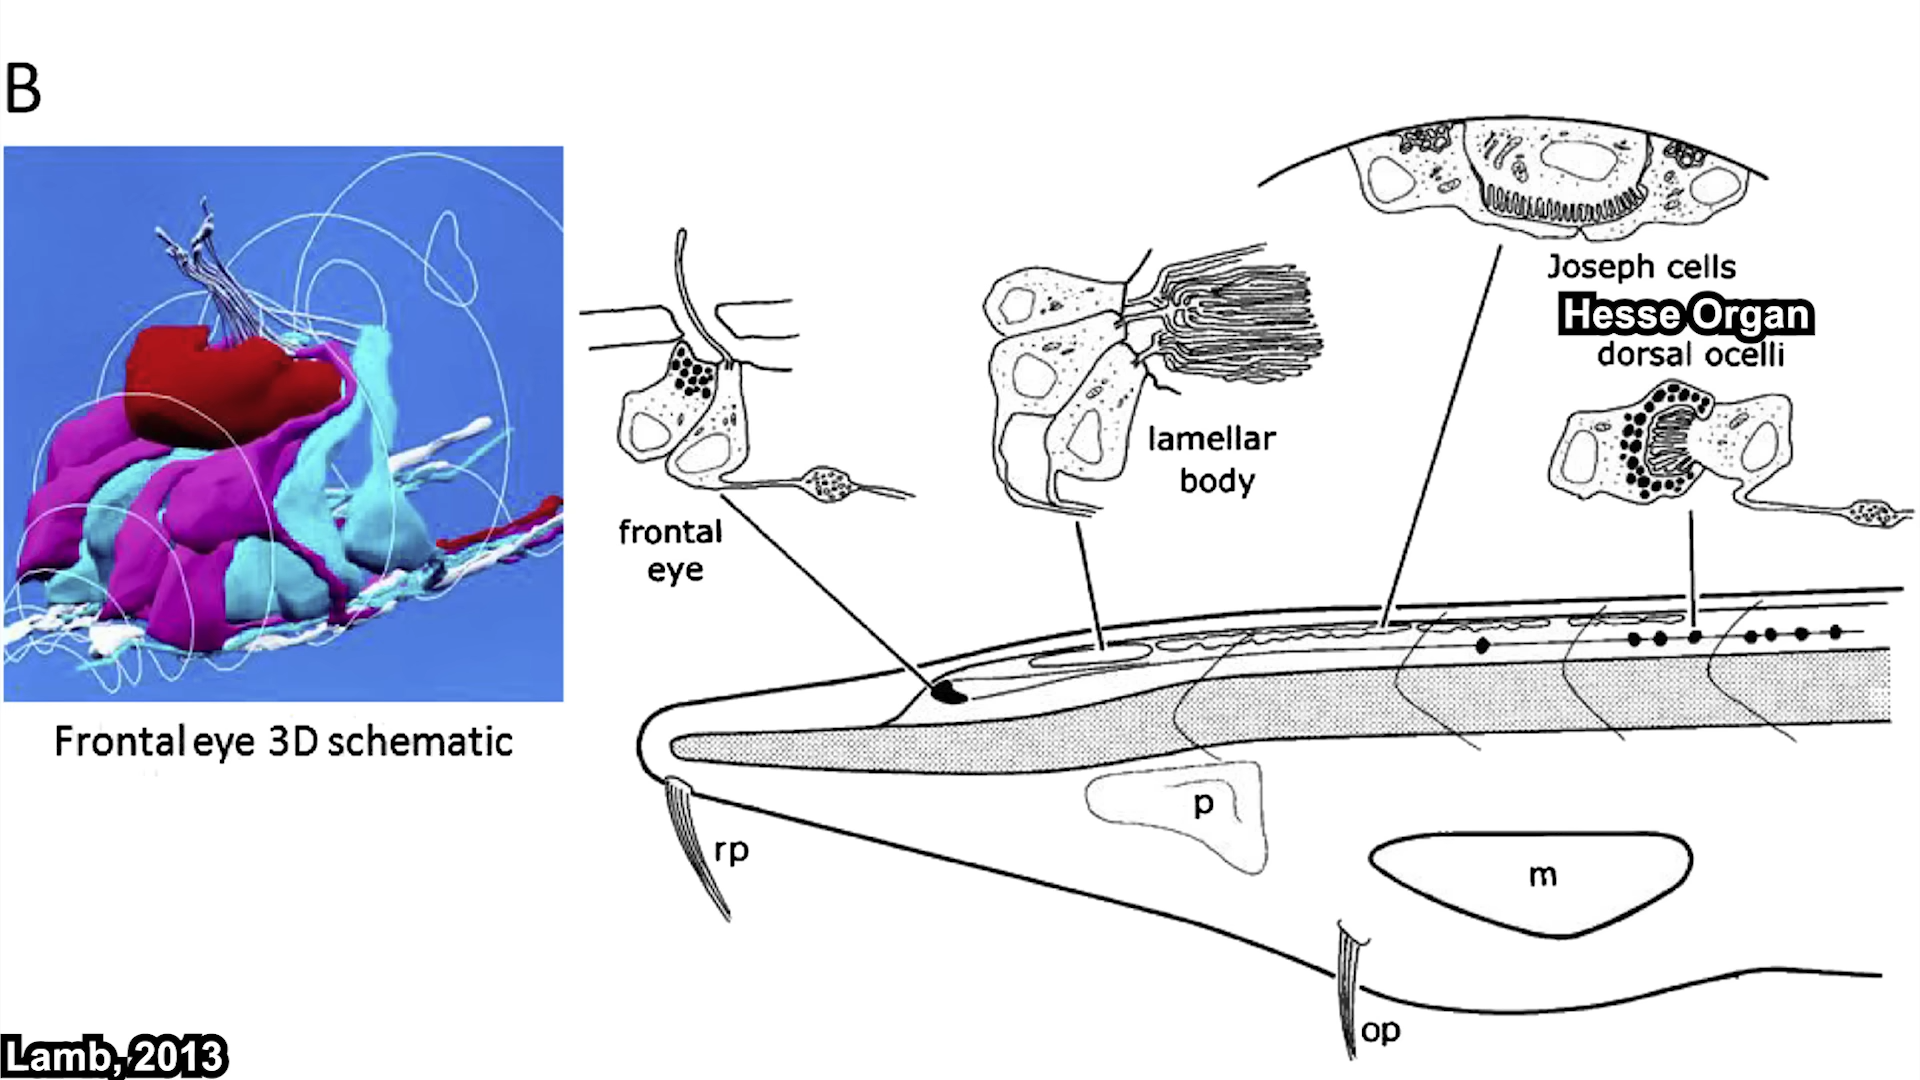 B
Frontal eye 3D schematic
frontal
eye
lamellar
body
Joseph cells
Hesse Organ
dorsal ocelli
rp
p
m
op
Lamb, 2013